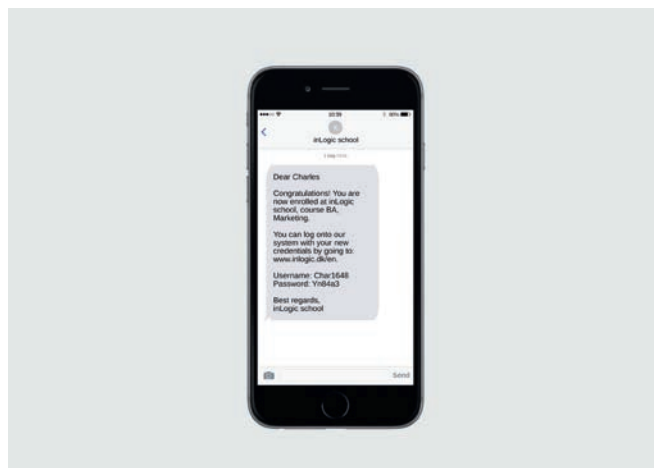 inLogic school
Dear Charles
Congratulations! You are
now enrolled at inLogic
school, course BA,
Marketing.
You can log onto our
system with your new
credentials by going to:
www.inlogic.dk/en.
Username: Char1648
Password: Yn84a3
Best regards,
inLogic school
Send